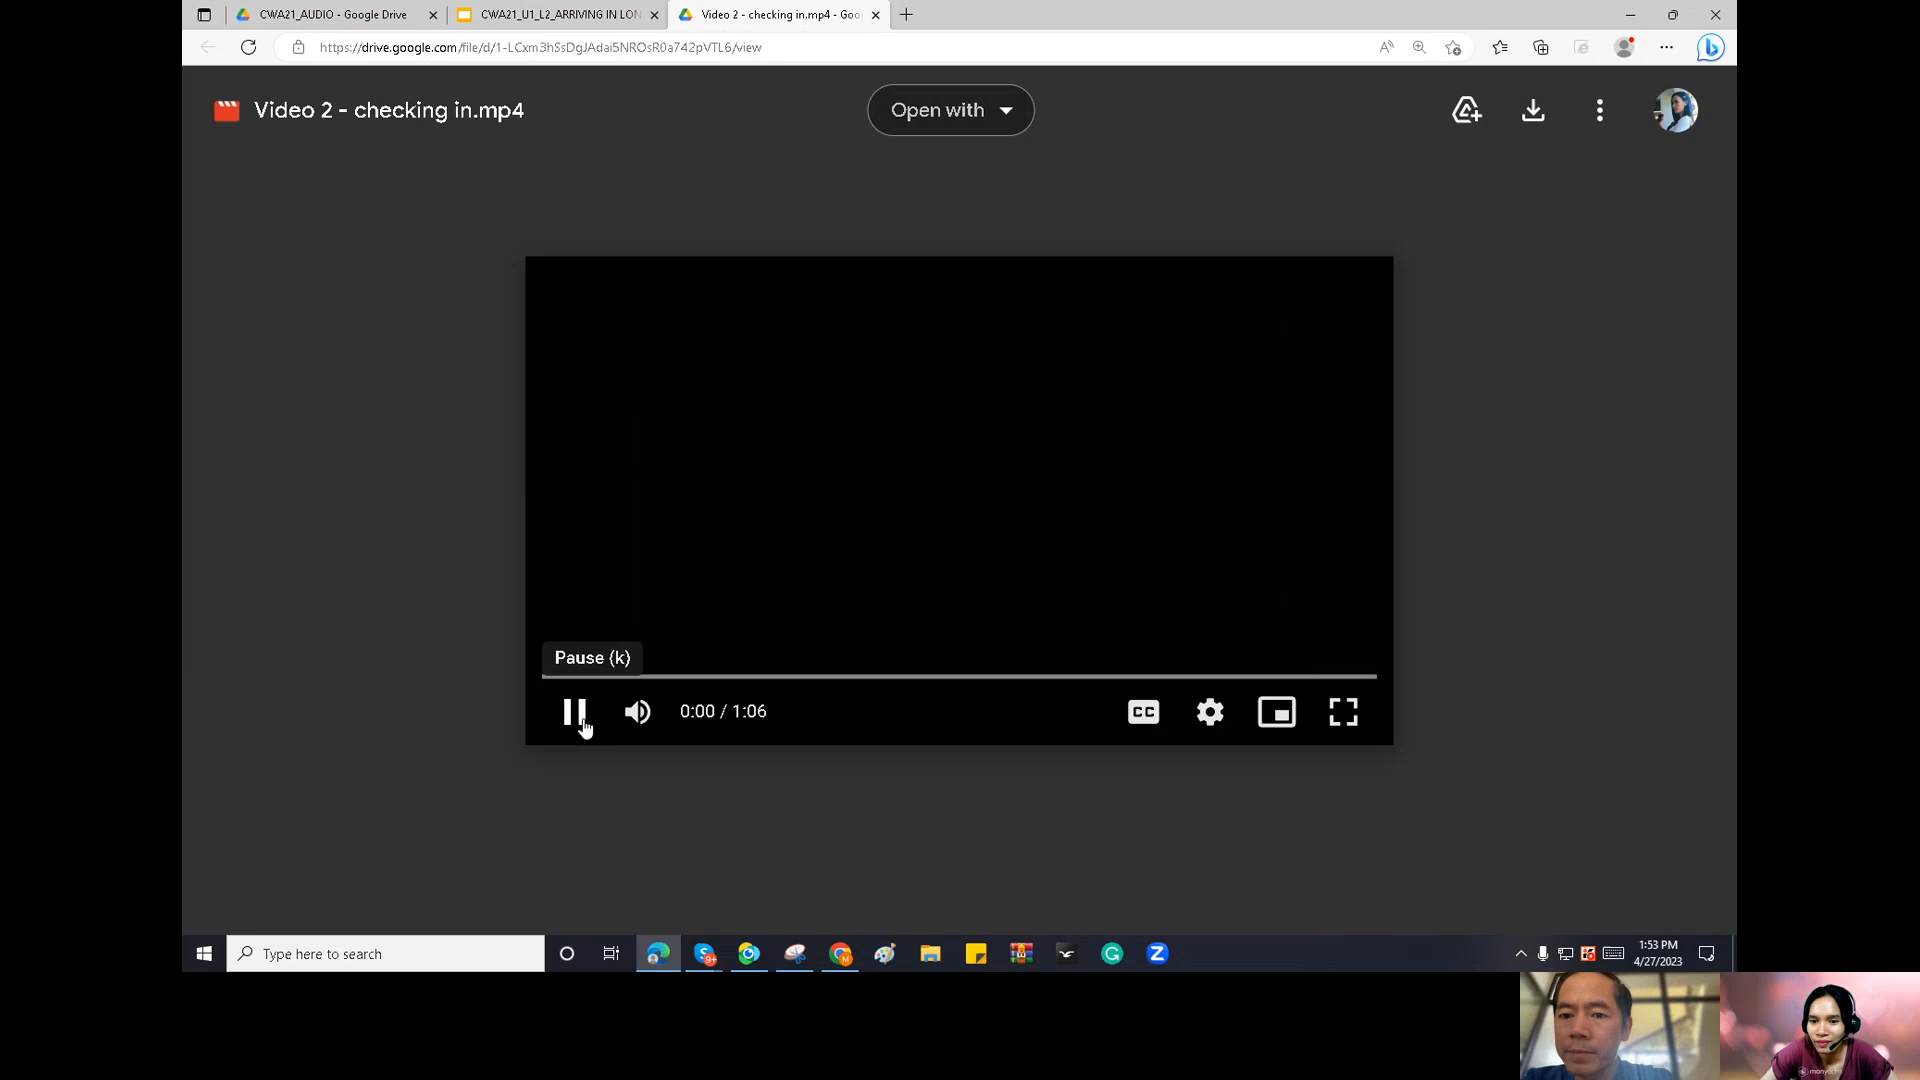 CWA21_AUDIO - Google Drive
CWA21_U1_L2_ARRIVING IN LON
Video 2 - checking in.mp4 - Goo
https://drive.google.com/file/d/1-LCxm3hSsDgJAdai5NROsR0a742pVTL6/view
Video 2 - checking in.mp4
Open with
Pause (k)
0:00 / 1:06
CC
Type here to search
9+
1:53 PM
4/27/2023